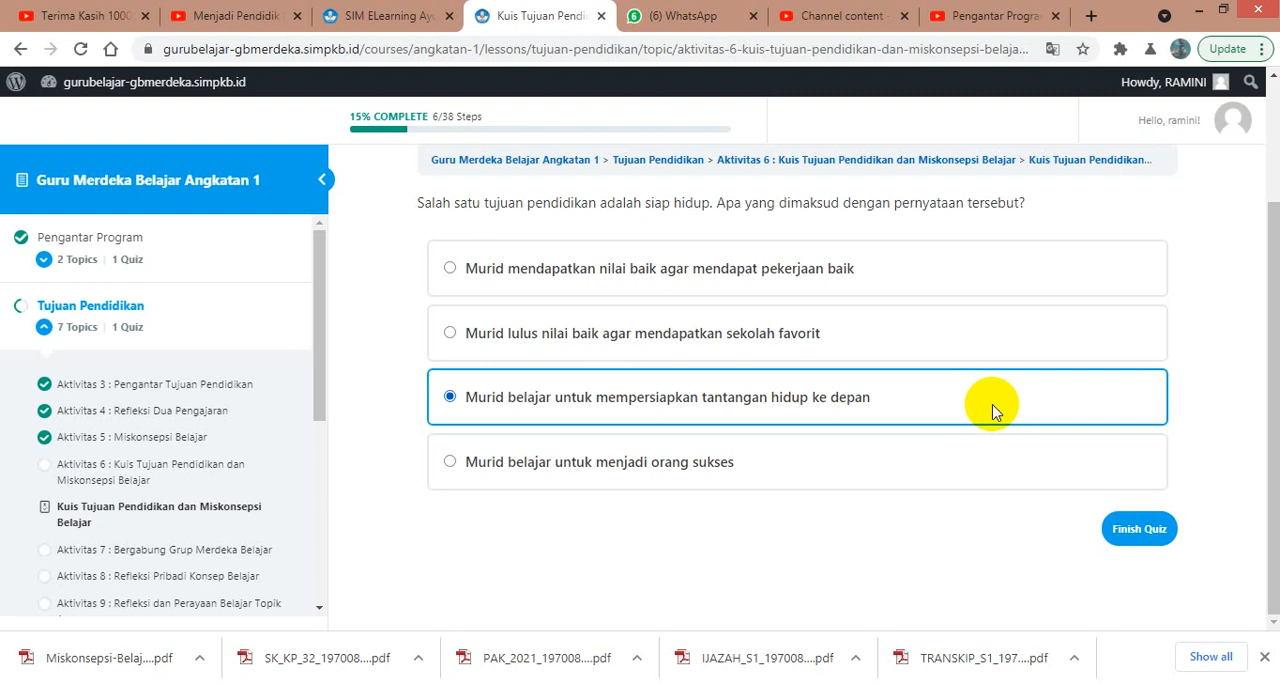 Terima Kasih 1000
Menjadi Pendidik
SIM ELearning Ay
Kuis Tujuan Pendi
(6) WhatsApp
Channel content -
Pengantar Progra
gurubelajar-gbmerdeka.simpkb.id/courses/angkatan-1/lessons/tujuan-pendidikan/topic/aktivitas-6-kuis-tujuan-pendidikan-dan-miskonsepsi-belaja...
Update
gurubelajar-gbmerdeka.simpkb.id
Howdy, RAMINI
15% COMPLETE 6/38 Steps
Hello, ramini!
Guru Merdeka Belajar Angkatan 1
Pengantar Program
2 Topics | 1 Quiz
Tujuan Pendidikan
7 Topics | 1 Quiz
Aktivitas 3 : Pengantar Tujuan Pendidikan
Aktivitas 4 : Refleksi Dua Pengajaran
Aktivitas 5 : Miskonsepsi Belajar
Aktivitas 6 : Kuis Tujuan Pendidikan dan
Miskonsepsi Belajar
Kuis Tujuan Pendidikan dan Miskonsepsi
Belajar
Aktivitas 7 : Bergabung Grup Merdeka Belajar
Aktivitas 8 : Refleksi Pribadi Konsep Belajar
Aktivitas 9 : Refleksi dan Perayaan Belajar Topik
Guru Merdeka Belajar Angkatan 1 > Tujuan Pendidikan > Aktivitas 6 : Kuis Tujuan Pendidikan dan Miskonsepsi Belajar > Kuis Tujuan Pendidikan...
Salah satu tujuan pendidikan adalah siap hidup. Apa yang dimaksud dengan pernyataan tersebut?
Murid mendapatkan nilai baik agar mendapat pekerjaan baik
Murid lulus nilai baik agar mendapatkan sekolah favorit
Murid belajar untuk mempersiapkan tantangan hidup ke depan
Murid belajar untuk menjadi orang sukses
Finish Quiz
Miskonsepsi-Belaj....pdf
SK_KP_32_197008....pdf
PAK_2021_197008....pdf
IJAZAH_S1_197008....pdf
TRANSKIP_S1_197....pdf
Show all